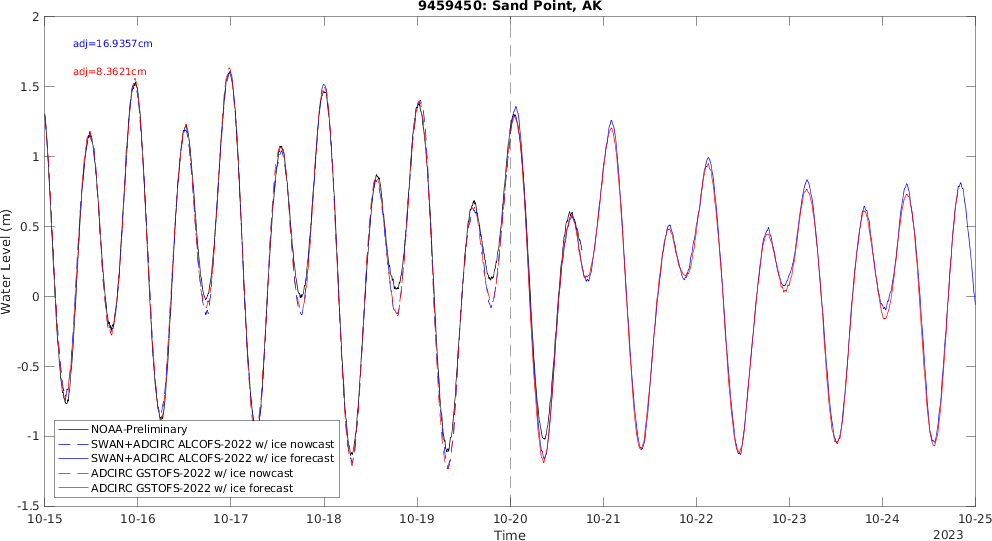 9459450: Sand Point, AK
adj=16.9357cm
adj=8.3621cm
Water Level (m)
2
1.5
1
0.5
0
-0.5
-1
-1.5
NOAA-Preliminary
SWAN+ADCIRC ALCOFS-2022 w/ ice nowcast
SWAN+ADCIRC ALCOFS-2022 w/ ice forecast
ADCIRC GSTOFS-2022 w/ ice nowcast
ADCIRC GSTOFS-2022 w/ ice forecast
10-15 10-16 10-17 10-18 10-19 10-20 10-21 10-22 10-23 10-24 10-25
Time
2023